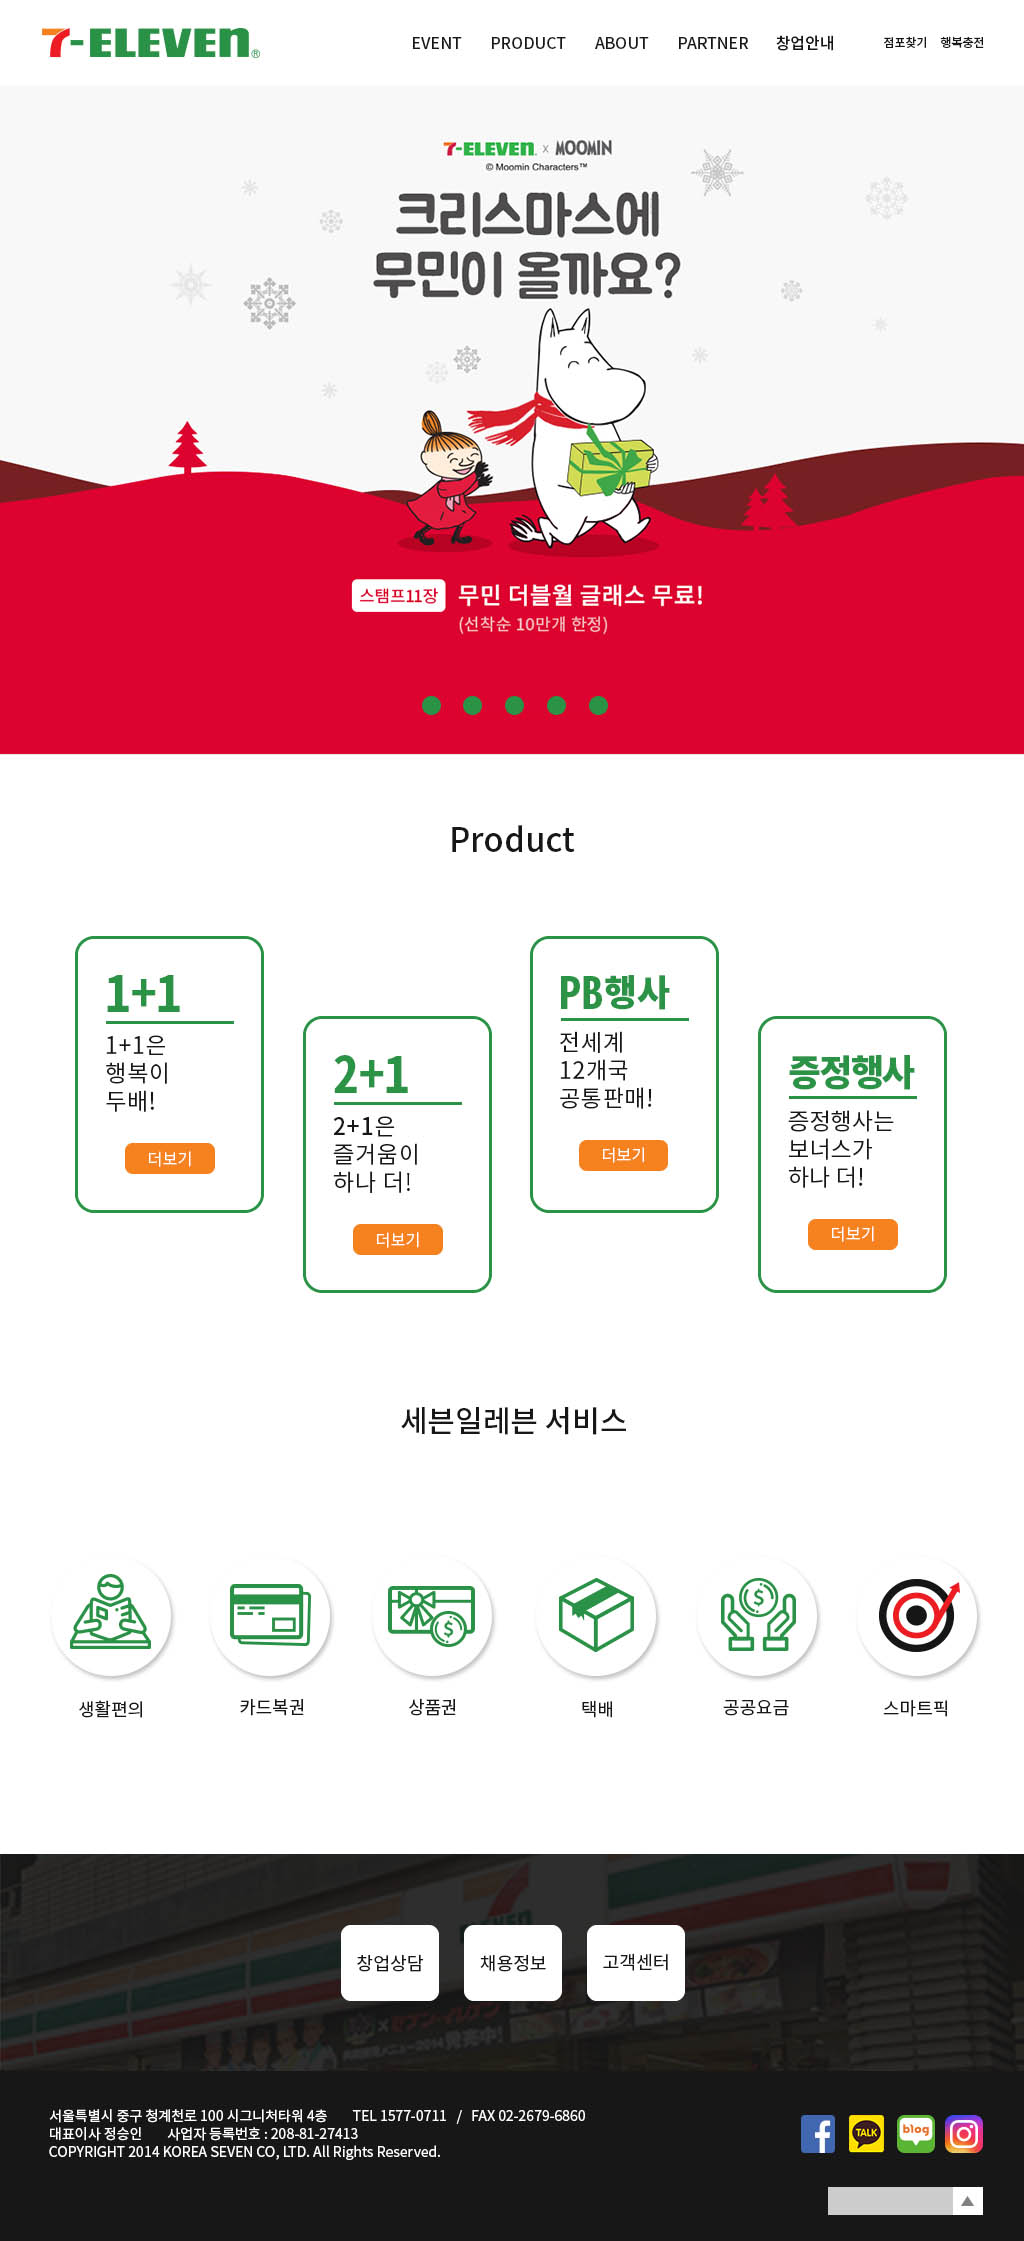 7-ELEVEN®
EVENT PRODUCT ABOUT PARTNER 창업안내 점포찾기 행복충전
7-ELEVEN. x MOOMIN
© Moomin Characters™
크리스마스에
무민이 올까요?
스탬프11장 무민 더블월 글래스 무료!
(선착순 10만개 한정)
Product
1+1
1+1은
행복이
두배!
더보기
2+1
2+1은
즐거움이
하나 더!
더보기
PB행사
전세계
12개국
공통판매!
더보기
증정행사
증정행사는
보너스가
하나 더!
더보기
세븐일레븐 서비스
생활편의 카드복권 상품권 택배 공공요금 스마트픽
7
ELEVEN
창업상담 채용정보 고객센터
서울특별시 중구 청계천로 100 시그니처타워 4층 TEL 1577-0711 / FAX 02-2679-6860
대표이사 정승인 사업자 등록번호 : 208-81-27413
COPYRIGHT 2014 KOREA SEVEN CO, LTD. All Rights Reserved.
f TALK blog